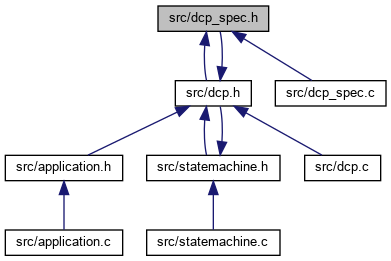 src/dcp_spec.h
src/dcp.h
src/dcp_spec.c
src/application.h
src/statemachine.h
src/dcp.c
src/application.c
src/statemachine.c